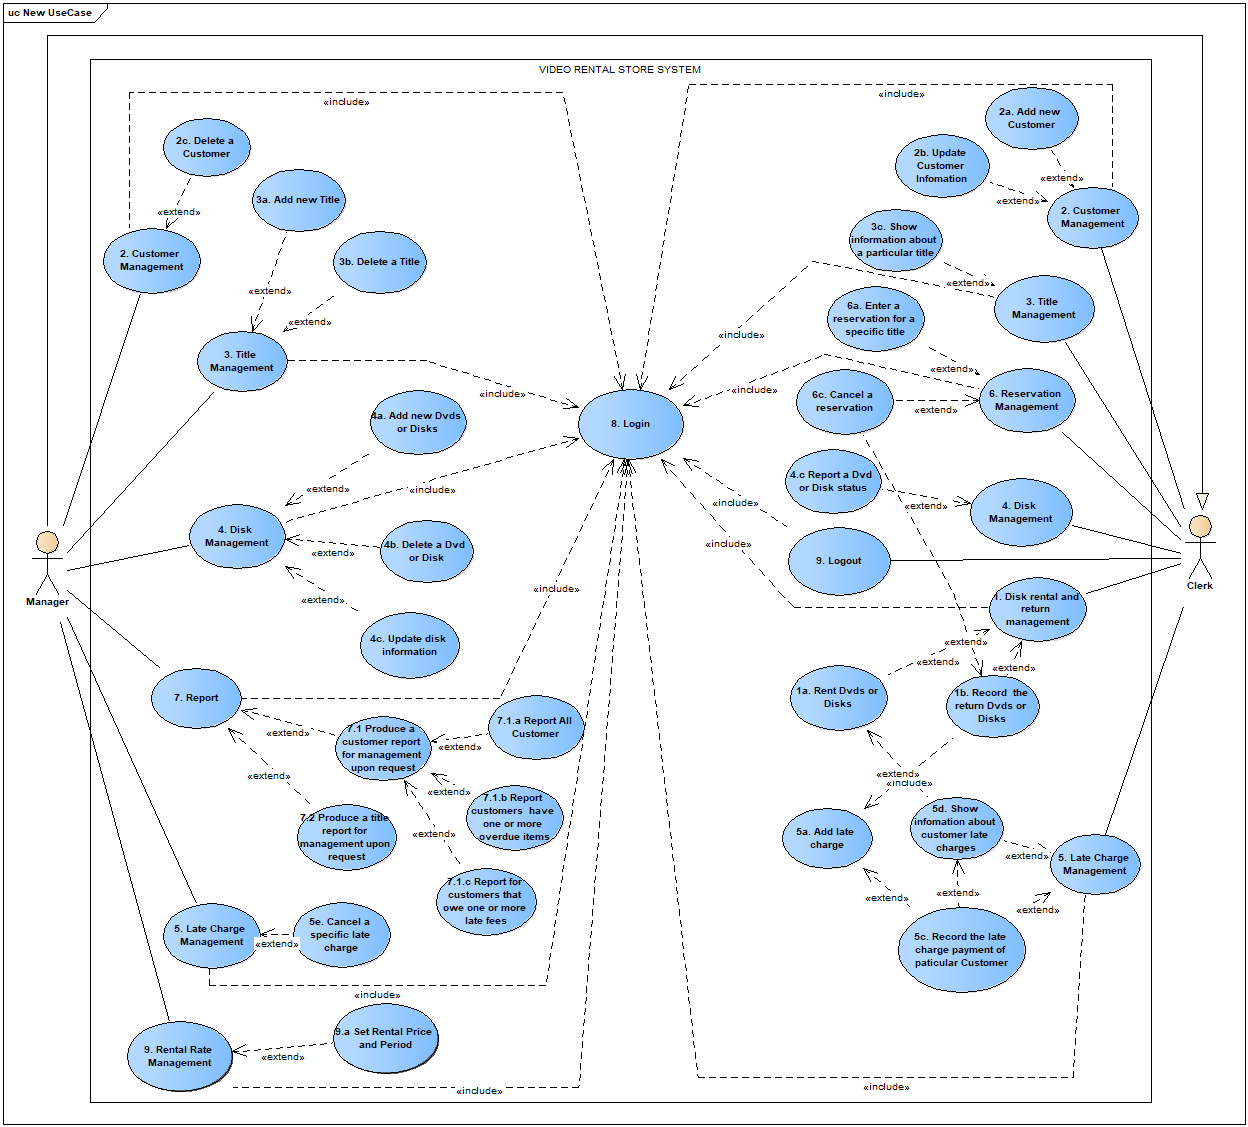 uc New UseCase
VIDEO RENTAL STORE SYSTEM
«include»
«include»
2a. Add new
Customer
2c. Delete a
Customer
2b. Update
Customer
Infomation
«extend»
3a. Add new Title
«extend»
«extend»
2. Customer
Management
3c. Show
information about
a particular title
2. Customer
Management
3b. Delete a Title
«extend»
«extend»
3. Title
Management
6a. Enter a
reservation for a
specific title
«extend»
«include»
3. Title
Management
«extend»
«include»
«include»
6c. Cancel a
reservation
6. Reservation
Management
«extend»
4a. Add new Dvds
or Disks
8. Login
4.c Report a Dvd
or Disk status
«extend»
«include»
«include»
«extend»
4. Disk
Management
4. Disk
Management
4b. Delete a Dvd
or Disk
«extend»
«include»
9. Logout
Manager
Clerk
«include»
«extend»
1. Disk rental and
return
management
4c. Update disk
information
«extend»
«extend»
«extend»
7. Report
1a. Rent Dvds or
Disks
1b. Record  the
return Dvds or
Disks
7.1 Produce a
customer report
for management
upon request
7.1.a Report All
Customer
«extend»
«extend»
«extend»
«extend»
«include»
«extend»
7.1.b Report
customers  have
one or more
overdue items
7.2 Produce a title
report for
management upon
request
«extend»
5a. Add late
charge
5d. Show
infomation about
customer late
charges
«extend»
5. Late Charge
Management
7.1.c Report for
customers that
owe one or more
late fees
«extend»
«extend»
«extend»
5. Late Charge
Management
5e. Cancel a
specific late
charge
«extend»
5c. Record the late
charge payment of
paticular Customer
«include»
9.a Set Rental Price
and Period
9. Rental Rate
Management
«extend»
«include»
«include»